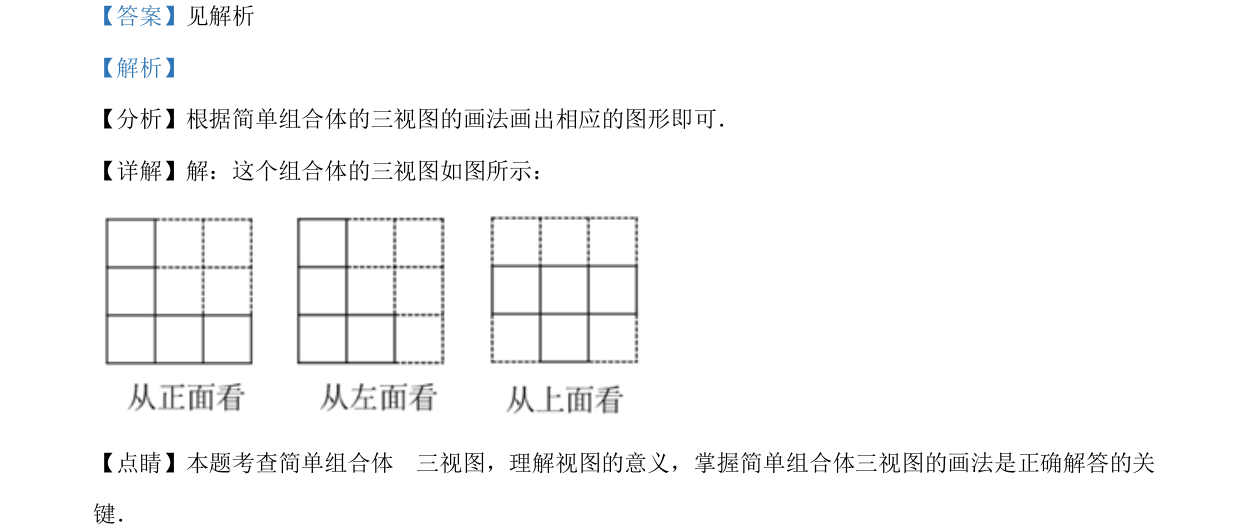 【答案】见解析
【解析】
【分析】根据简单组合体的三视图的画法画出相应的图形即可．
【详解】解：这个组合体的三视图如图所示：
从正面看 从左面看 从上面看
【点睛】本题考查简单组合体　三视图，理解视图的意义，掌握简单组合体三视图的画法是正确解答的关
键．